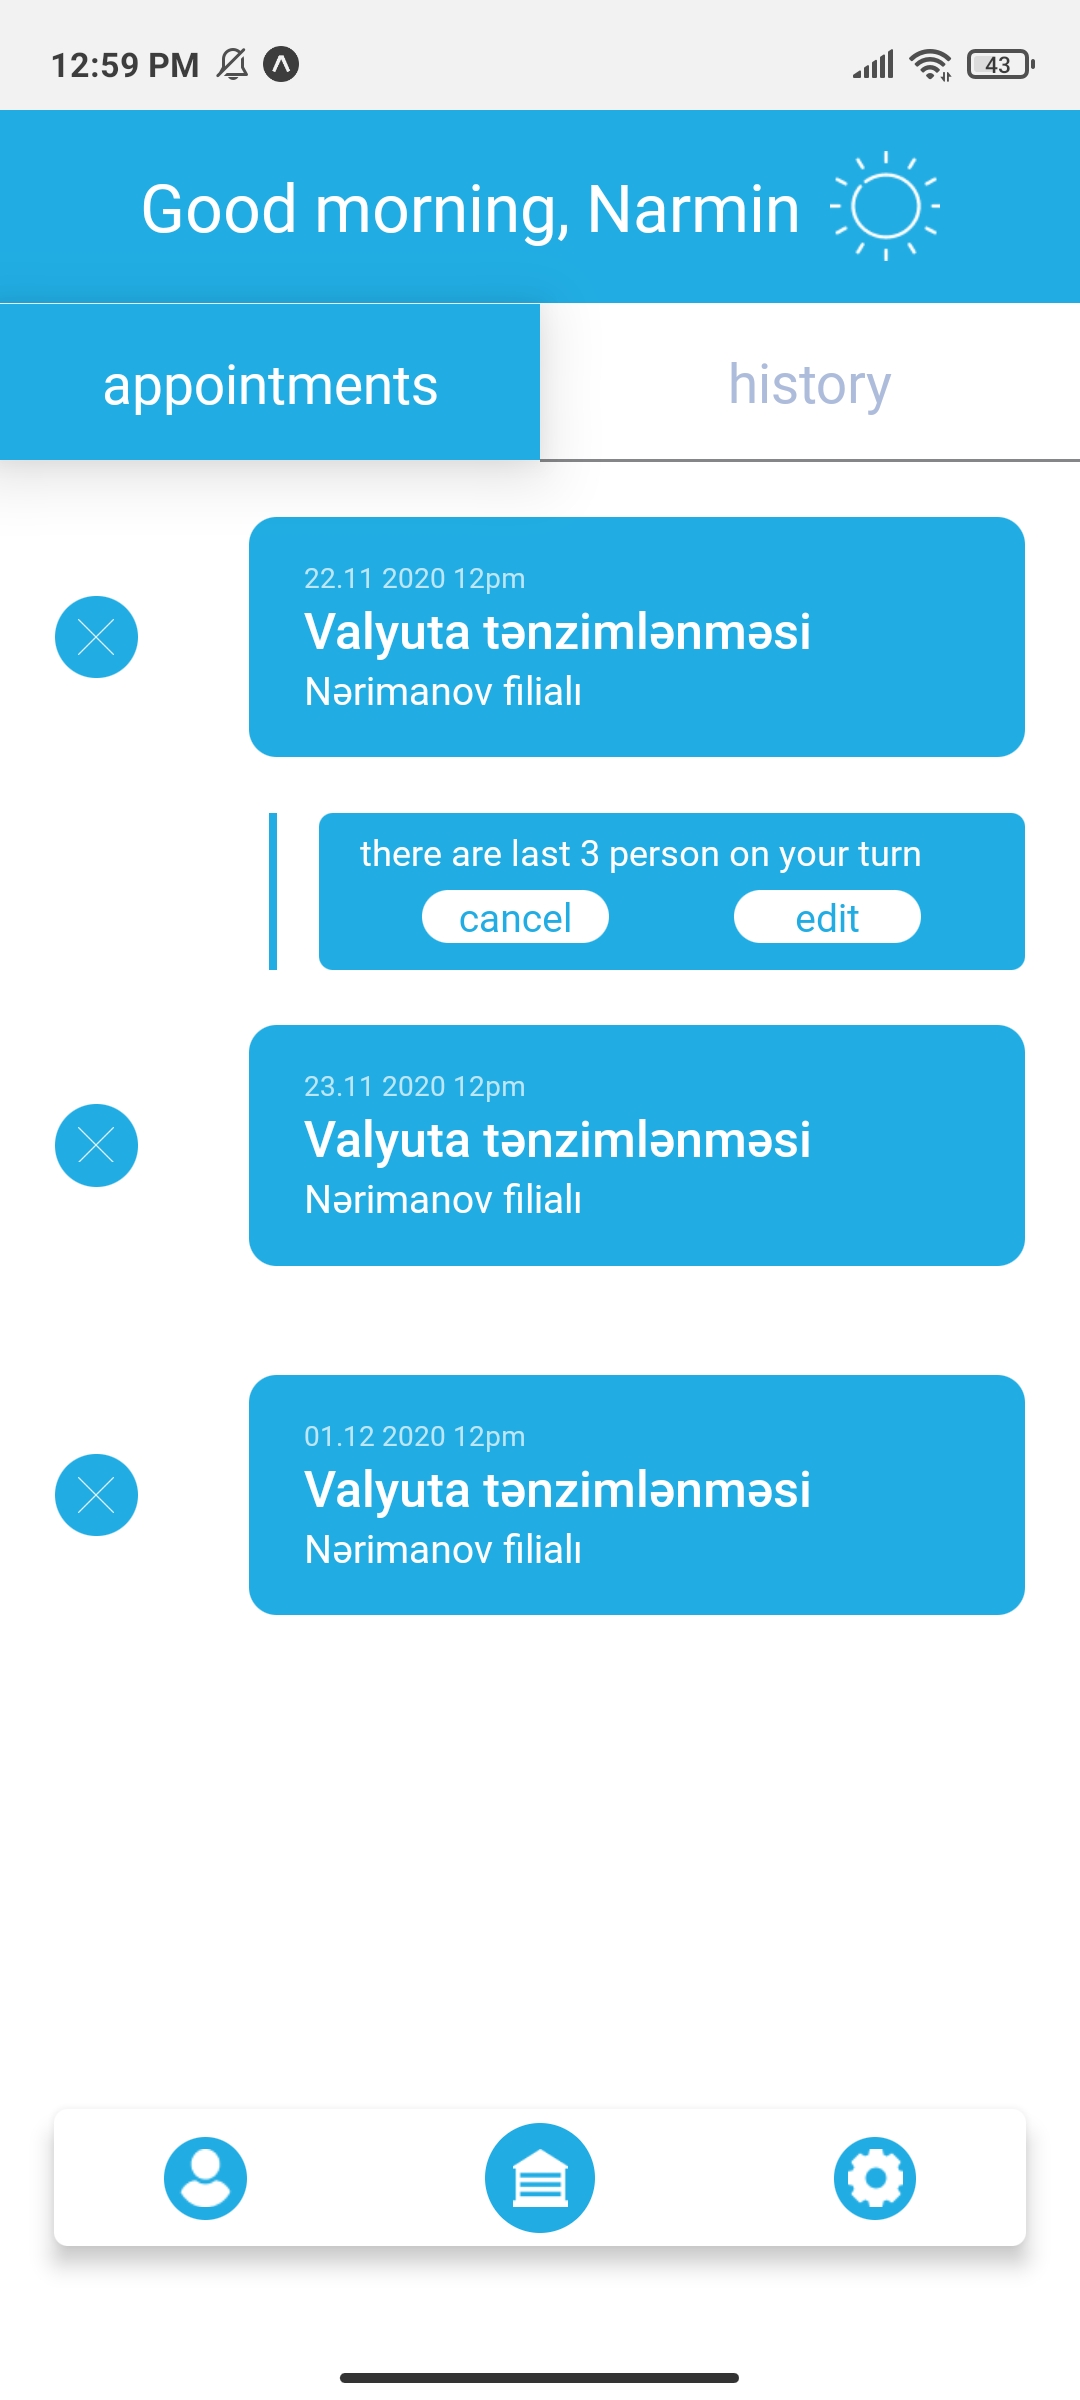 12:59 PM
43
Good morning, Narmin
appointments
history
22.11 2020 12pm
Valyuta tənzimlənməsi
Nərimanov filialı
there are last 3 person on your turn
cancel
edit
23.11 2020 12pm
Valyuta tənzimlənməsi
Nərimanov filialı
01.12 2020 12pm
Valyuta tənzimlənməsi
Nərimanov filialı